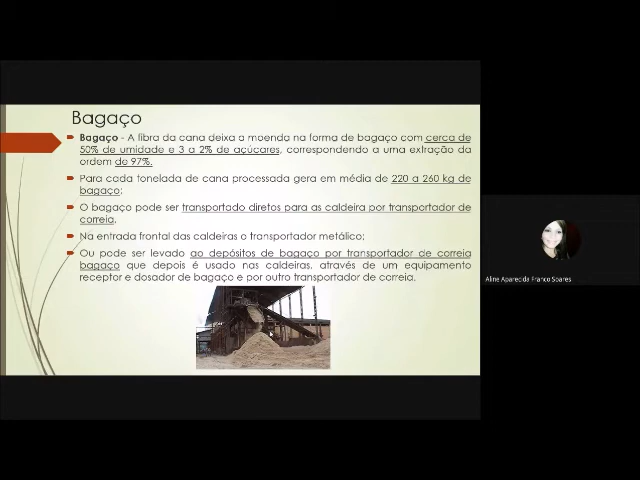 Bagaço
Bagaço - A fibra da cana deixa a moenda na forma de bagaço com cerca de
50% de umidade e 3 a 2% de açúcares, correspondendo a uma extração da
ordem de 97%.
Para cada tonelada de cana processada gera em média de 220 a 260 kg de
bagaço;
O bagaço pode ser transportado diretos para as caldeira por transportador de
correia.
Na entrada frontal das caldeiras o transportador metálico;
Ou pode ser levado ao depósitos de bagaço por transportador de correia
bagaço que depois é usado nas caldeiras, através de um equipamento
receptor e dosador de bagaço e por outro transportador de correia.
Aline Aparecida Franco Soares